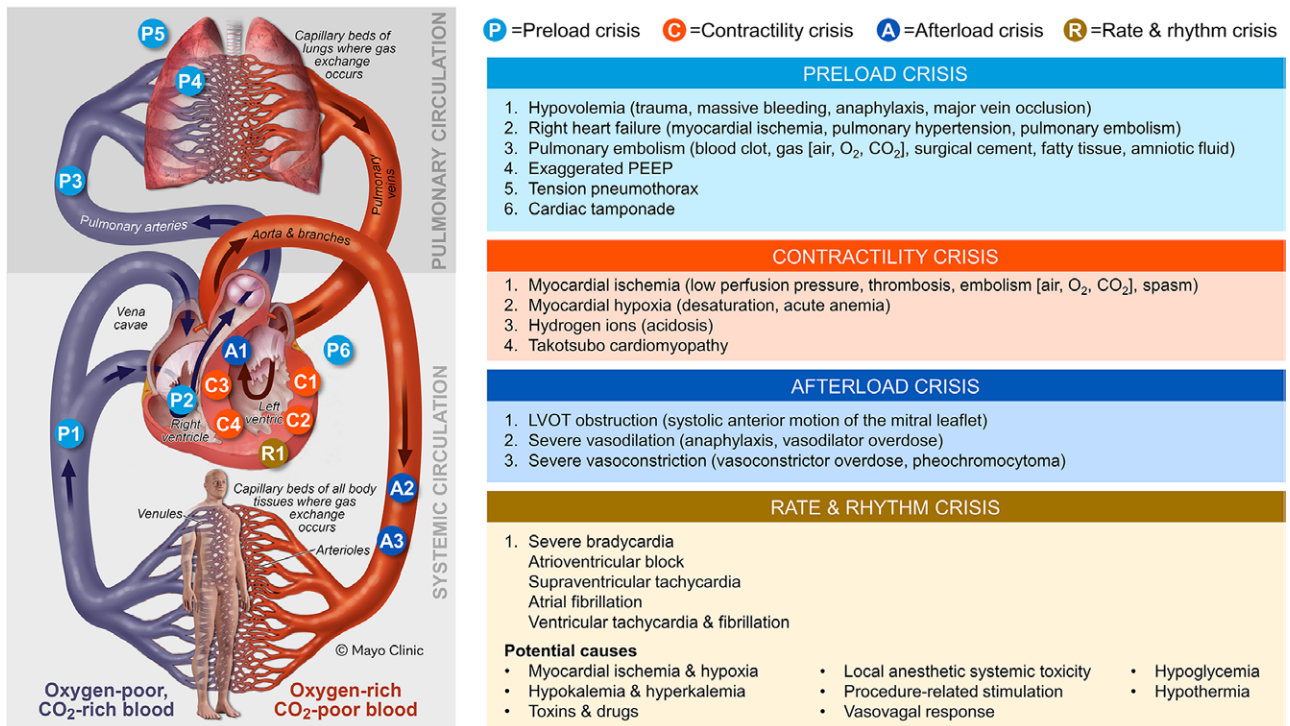 P =Preload crisis
C =Contractility crisis
A =Afterload crisis
R =Rate & rhythm crisis
PULMONARY CIRCULATION
P5
Capillary beds of
lungs where gas
exchange
occurs
P4
P3
Pulmonary
veins
Pulmonary arteries
Aorta & branches
SYSTEMIC CIRCULATION
Vena
cavae
A1
P6
C3
C1
P2
Left
ventricle
C4
C2
Right
ventricle
P1
R1
Capillary beds of all body
tissues where gas
exchange
occurs
A2
Venules
A3
Arterioles
© Mayo Clinic
Oxygen-poor,
CO₂-rich blood
Oxygen-rich
CO₂-poor blood
PRELOAD CRISIS
1. Hypovolemia (trauma, massive bleeding, anaphylaxis, major vein occlusion)
2. Right heart failure (myocardial ischemia, pulmonary hypertension, pulmonary embolism)
3. Pulmonary embolism (blood clot, gas [air, O₂, CO₂], surgical cement, fatty tissue, amniotic fluid)
4. Exaggerated PEEP
5. Tension pneumothorax
6. Cardiac tamponade
CONTRACTILITY CRISIS
1. Myocardial ischemia (low perfusion pressure, thrombosis, embolism [air, O₂, CO₂], spasm)
2. Myocardial hypoxia (desaturation, acute anemia)
3. Hydrogen ions (acidosis)
4. Takotsubo cardiomyopathy
AFTERLOAD CRISIS
1. LVOT obstruction (systolic anterior motion of the mitral leaflet)
2. Severe vasodilation (anaphylaxis, vasodilator overdose)
3. Severe vasoconstriction (vasoconstrictor overdose, pheochromocytoma)
RATE & RHYTHM CRISIS
1. Severe bradycardia
Atrioventricular block
Supraventricular tachycardia
Atrial fibrillation
Ventricular tachycardia & fibrillation
Potential causes
• Myocardial ischemia & hypoxia
• Hypokalemia & hyperkalemia
• Toxins & drugs
• Local anesthetic systemic toxicity
• Procedure-related stimulation
• Vasovagal response
• Hypoglycemia
• Hypothermia